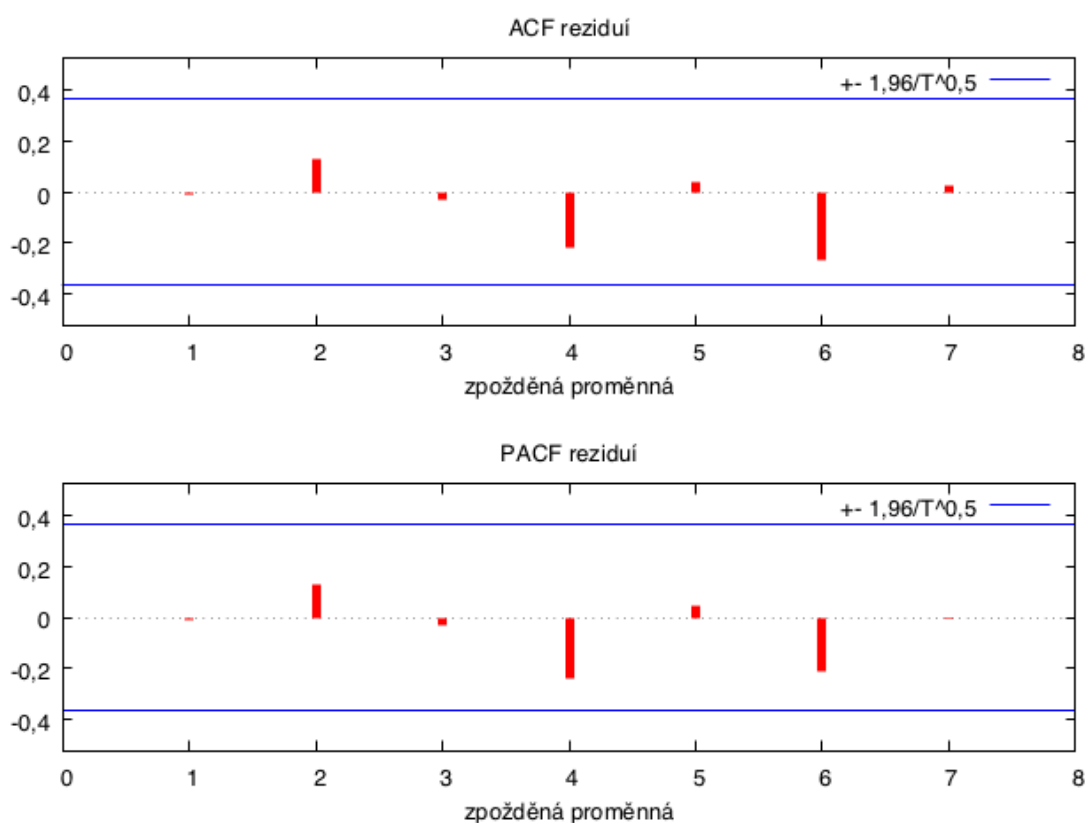 ACF reziduí
+- 1,96/T^0,5
0,4
0,2
0
-0,2
-0,4
0 1 2 3 4 5 6 7 8
zpožděná proměnná
PACF reziduí
+- 1,96/T^0,5
0,4
0,2
0
-0,2
-0,4
0 1 2 3 4 5 6 7 8
zpožděná proměnná